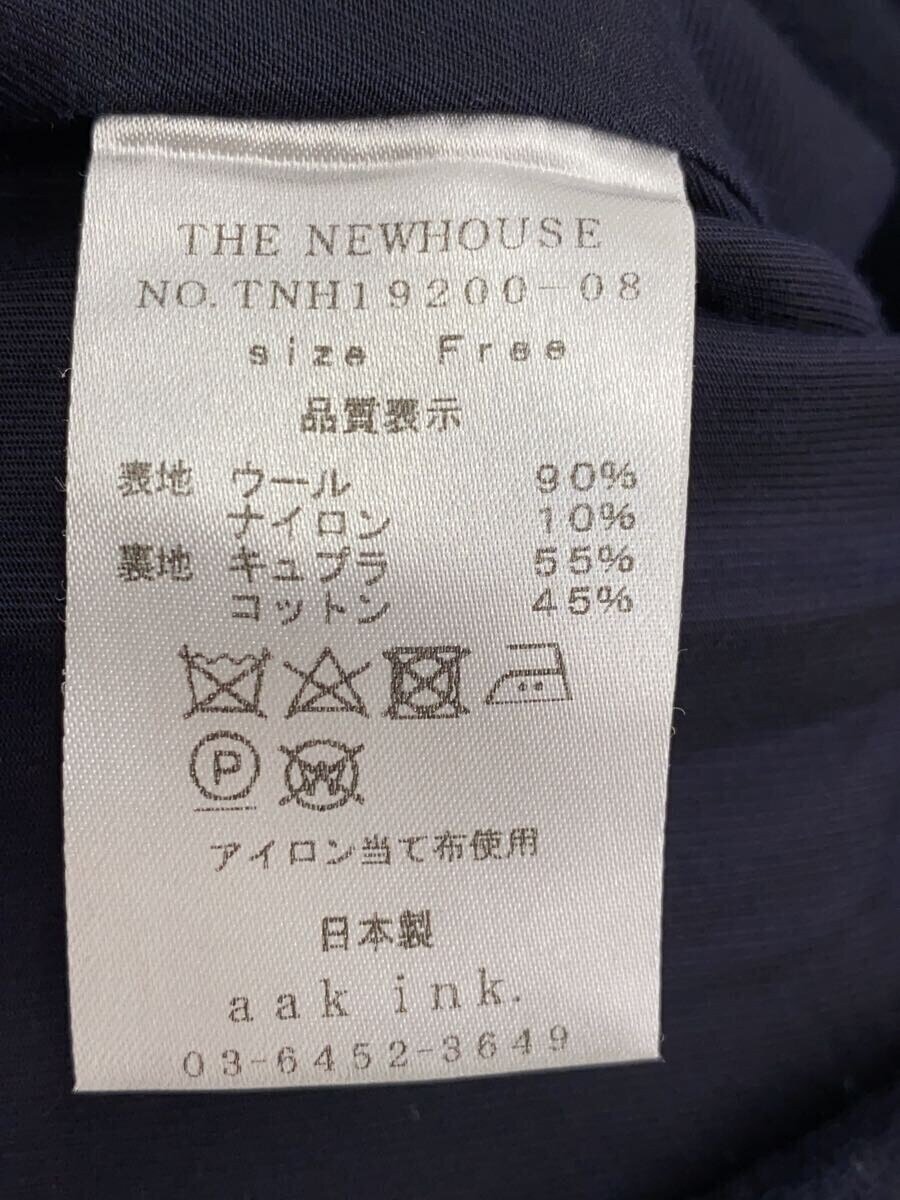 THE NEWHOUSE
NO. TNH19200-08
size Free
品質表示
表地 ウール 90%
ナイロン 10%
裏地 キュプラ 55%
コットン 45%
P W
アイロン当て布使用
日本製
aak ink.
03-6452-3649